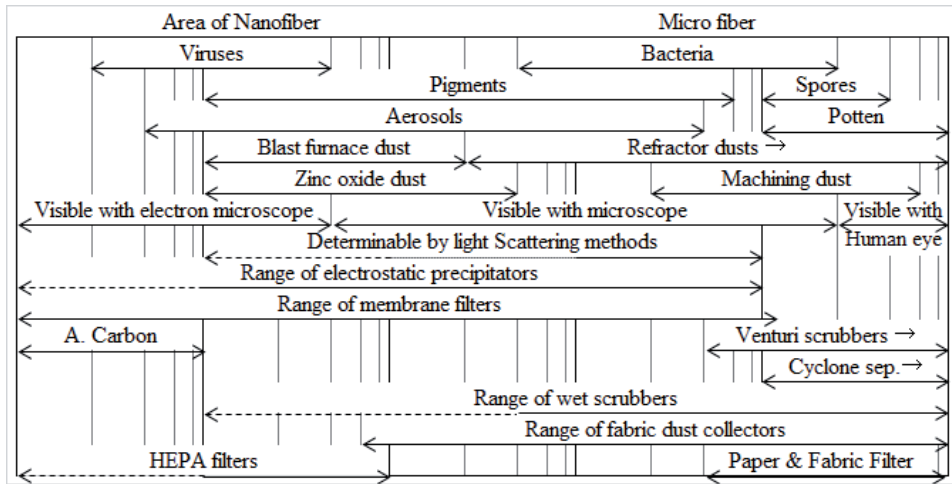 Area of Nanofiber Micro fiber
Viruses Bacteria
Pigments Spores
Aerosols Potten
Blast furnace dust Refractor dusts →
Zinc oxide dust Machining dust
Visible with electron microscope Visible with microscope Visible with
Determinable by light Scattering methods Human eye
Range of electrostatic precipitators
Range of membrane filters
A. Carbon Venturi scrubbers →
Cyclone sep.→
Range of wet scrubbers
Range of fabric dust collectors
HEPA filters Paper & Fabric Filter